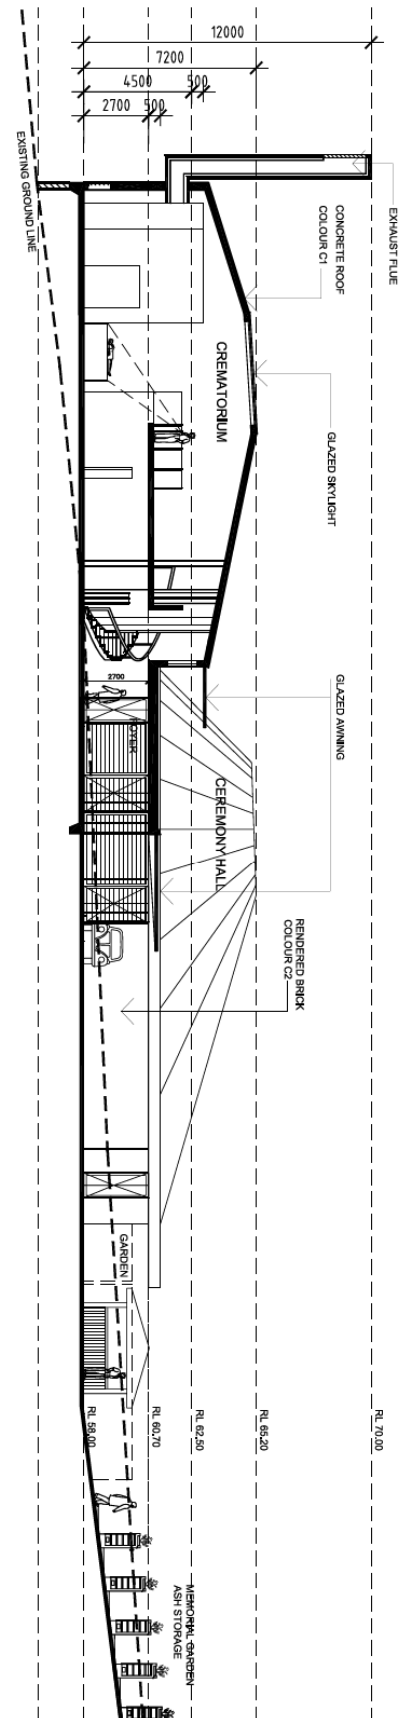 12000
7200
4500
500
2700
500
EXISTING GROUND LINE
EXHAUST FLUE
CONCRETE ROOF
COLOUR C1
CREMATORIUM
GLAZED SKYLIGHT
GLAZED AWNING
2700
FOYER
CEREMONY HALL
RENDERED BRICK
COLOUR C2
GARDEN
RL 58.00
RL 60.70
RL 62.50
RL 65.20
RL 70.00
MEMORIAL GARDEN
ASH STORAGE